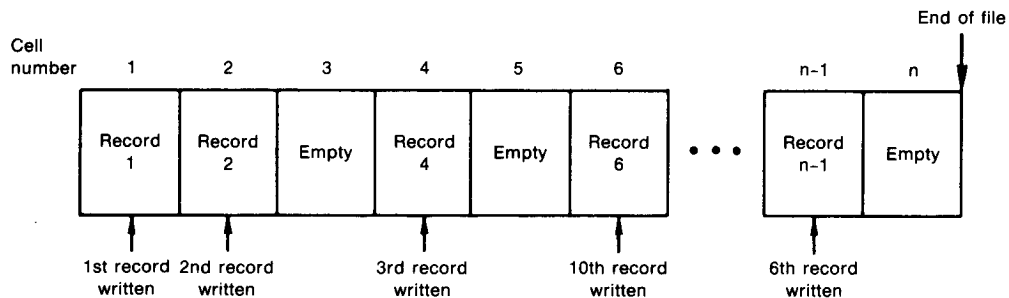 End of file
Cell
number 1 2 3 4 5 6 n-1 n
Record
1
Record
2
Empty
Record
4
Empty
Record
6
• • •
Record
n-1
Empty
1st record
written
2nd record
written
3rd record
written
10th record
written
6th record
written